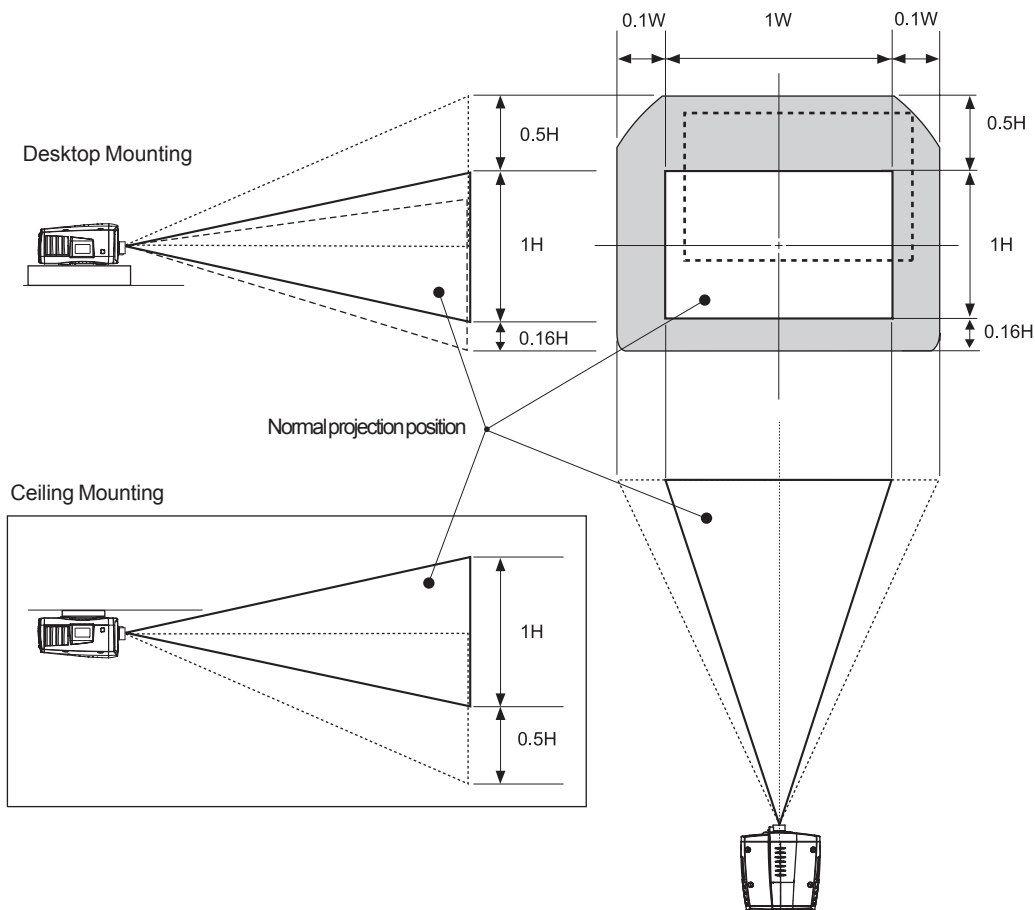 0.1W 1W 0.1W
0.5H 0.5H
Desktop Mounting
1H 1H
0.16H 0.16H
Normal projection position
Ceiling Mounting
1H
0.5H